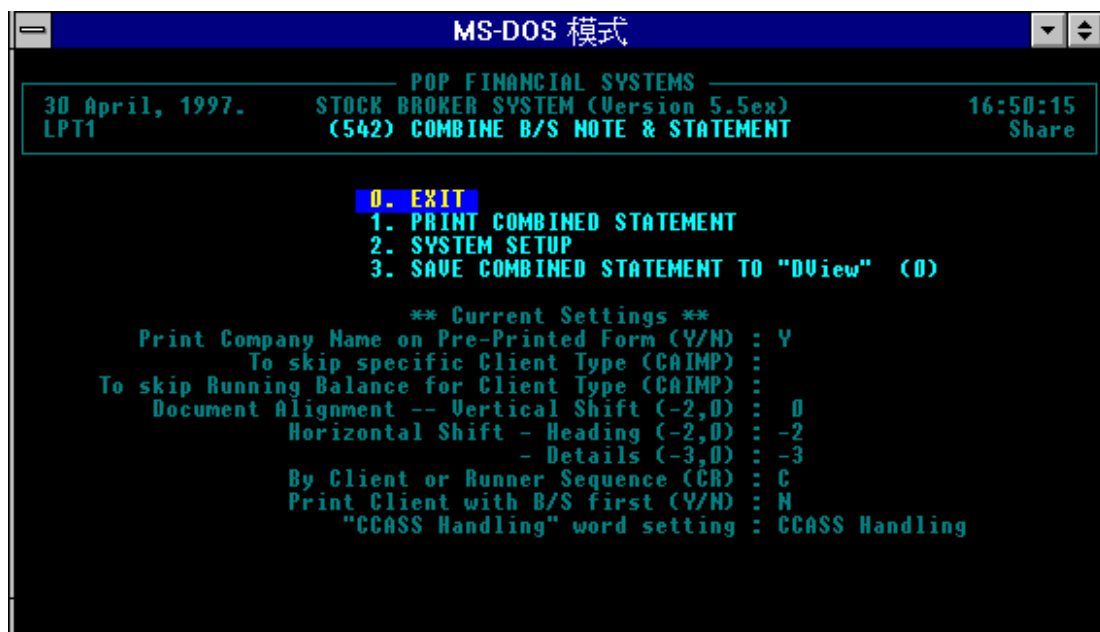 MS-DOS 模式
POP FINANCIAL SYSTEMS
30 April, 1997. STOCK BROKER SYSTEM (Version 5.5ex) 16:50:15
LPT1 (542) COMBINE B/S NOTE & STATEMENT Share
0. EXIT
1. PRINT COMBINED STATEMENT
2. SYSTEM SETUP
3. SAVE COMBINED STATEMENT TO "DView" (0)
** Current Settings **
Print Company Name on Pre-Printed Form (Y/N) : Y
To skip specific Client Type (CAIMP) :
To skip Running Balance for Client Type (CAIMP) :
Document Alignment -- Vertical Shift (-2,0) : 0
Horizontal Shift - Heading (-2,0) : -2
- Details (-3,0) : -3
By Client or Runner Sequence (CR) : C
Print Client with B/S first (Y/N) : N
"CCASS Handling" word setting : CCASS Handling